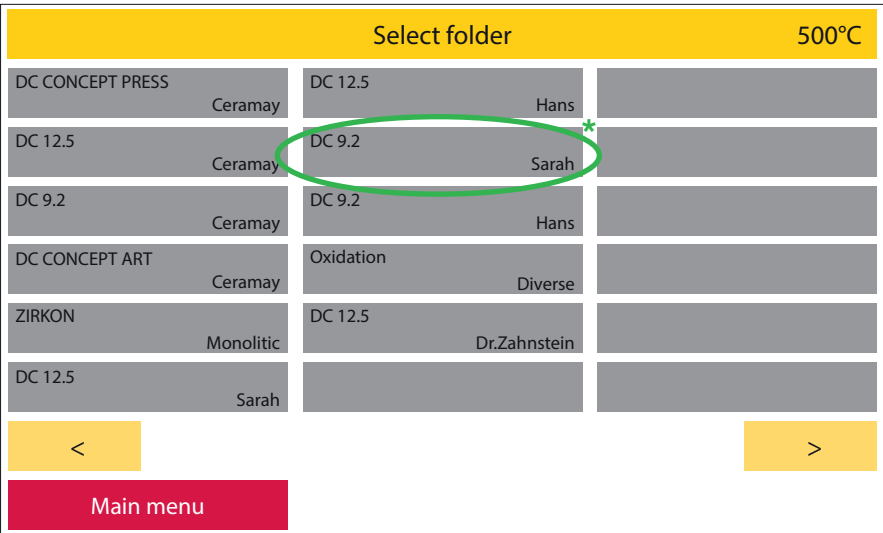 Select folder 500°C
DC CONCEPT PRESS
Ceramay
DC 12.5
Hans
DC 12.5
Ceramay
DC 9.2
Sarah
*
DC 9.2
Ceramay
DC 9.2
Hans
DC CONCEPT ART
Ceramay
Oxidation
Diverse
ZIRKON
Monolitic
DC 12.5
Dr.Zahnstein
DC 12.5
Sarah
<
>
Main menu